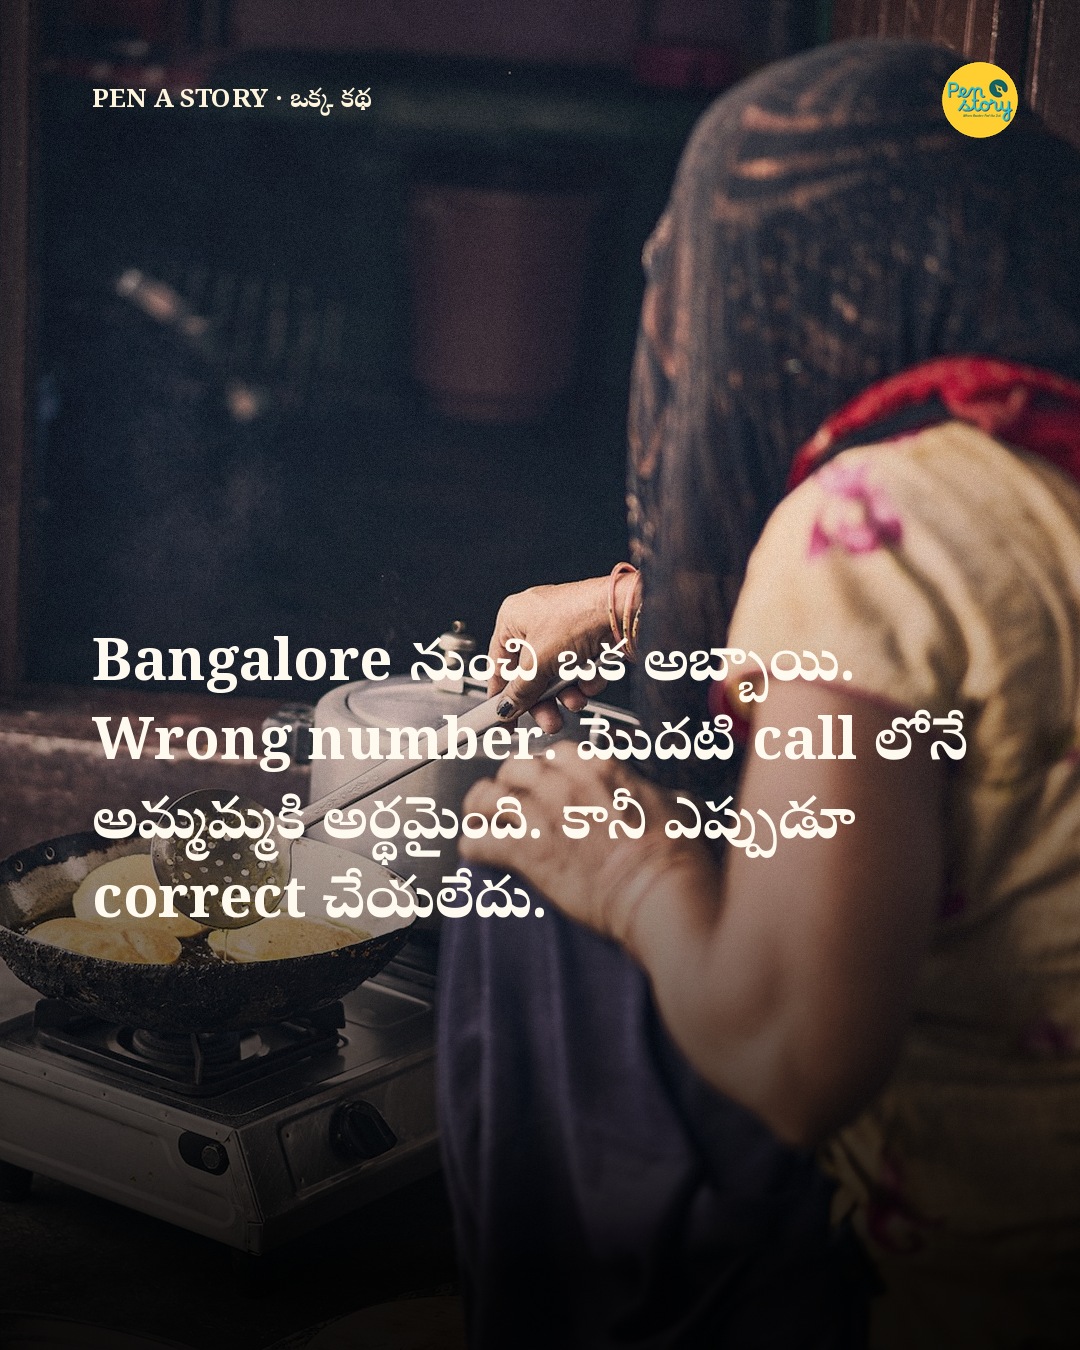 PEN A STORY · ఒక్క కథ
Pen
story
Bangalore నుంచి ఒక అబ్బాయి.
Wrong number. మొదటి call లోనే
అమ్మమ్మకి అర్థమైంది. కానీ ఎప్పుడూ
correct చేయలేదు.